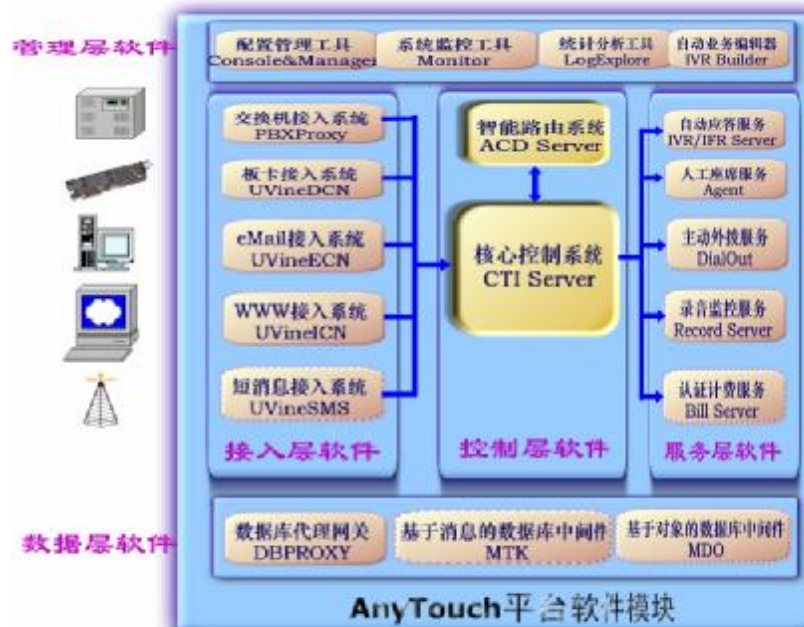 管理层软件
配置管理工具
Console&Manager
系统监控工具
Monitor
统计分析工具
LogExplore
自动业务编辑器
IVR Builder
交换机接入系统
PBXProxy
板卡接入系统
UVineDCN
eMail接入系统
UVineECN
WWW接入系统
UVineICN
短消息接入系统
UVineSMS
接入层软件
智能路由系统
ACD Server
核心控制系统
CTI Server
控制层软件
自动应答服务
IVR/IFR Server
人工座席服务
Agent
主动外拨服务
DialOut
录音监控服务
Record Server
认证计费服务
Bill Server
服务层软件
数据层软件
数据库代理网关
DBPROXY
基于消息的数据库中间件
MTK
基于对象的数据库中间件
MDO
AnyTouch平台软件模块